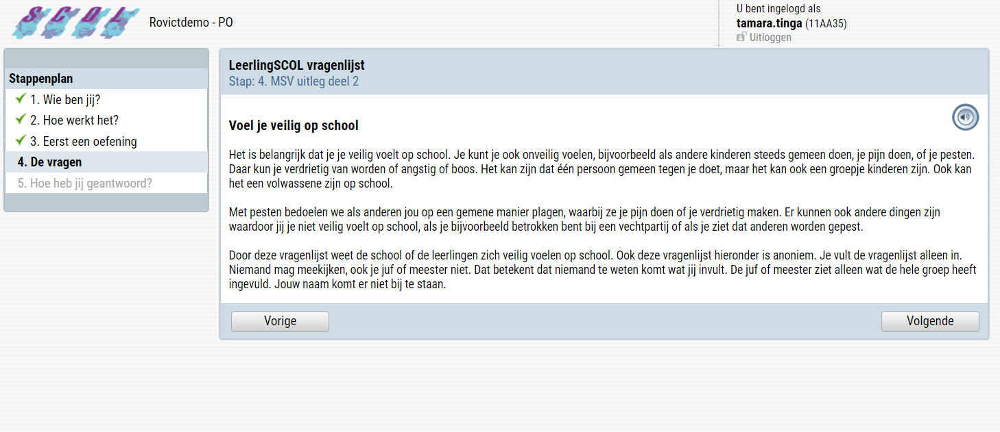 SCOL
Rovictdemo - PO
U bent ingelogd als
tamara.tinga (11AA35)
Uitloggen
Stappenplan
1. Wie ben jij?
2. Hoe werkt het?
3. Eerst een oefening
4. De vragen
5. Hoe heb jij geantwoord?
LeerlingSCOL vragenlijst
Stap: 4. MSV uitleg deel 2
Voel je veilig op school
Het is belangrijk dat je je veilig voelt op school. Je kunt je ook onveilig voelen, bijvoorbeeld als andere kinderen steeds gemeen doen, je pijn doen, of je pesten.
Daar kun je verdrietig van worden of angstig of boos. Het kan zijn dat één persoon gemeen tegen je doet, maar het kan ook een groepje kinderen zijn. Ook kan
het een volwassene zijn op school.
Met pesten bedoelen we als anderen jou op een gemene manier plagen, waarbij ze je pijn doen of je verdrietig maken. Er kunnen ook andere dingen zijn
waardoor jij je niet veilig voelt op school, als je bijvoorbeeld betrokken bent bij een vechtpartij of als je ziet dat anderen worden gepest.
Door deze vragenlijst weet de school of de leerlingen zich veilig voelen op school. Ook deze vragenlijst hieronder is anoniem. Je vult de vragenlijst alleen in.
Niemand mag meekijken, ook je juf of meester niet. Dat betekent dat niemand te weten komt wat jij invult. De juf of meester ziet alleen wat de hele groep heeft
ingevuld. Jouw naam komt er niet bij te staan.
Vorige
Volgende